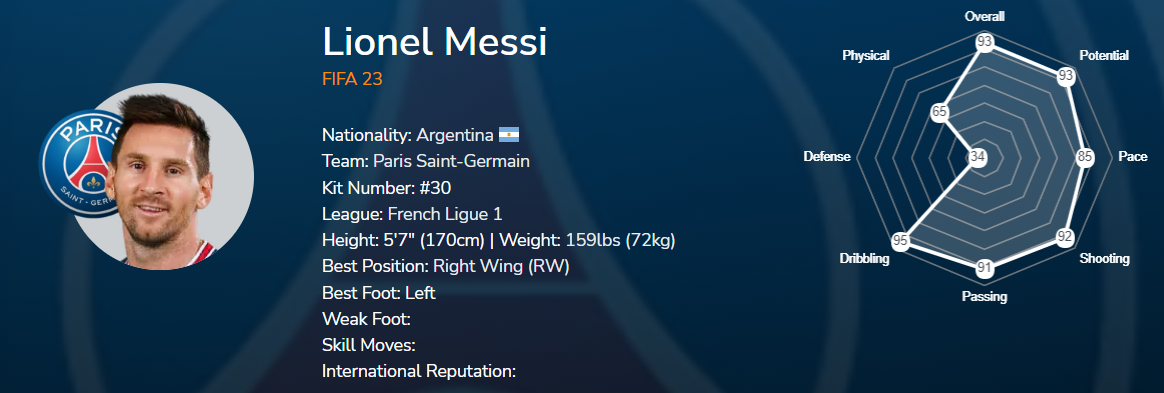 Lionel Messi
FIFA 23
Nationality: Argentina
Team: Paris Saint-Germain
Kit Number: #30
League: French Ligue 1
Height: 5'7" (170cm) | Weight: 159lbs (72kg)
Best Position: Right Wing (RW)
Best Foot: Left
Weak Foot:
Skill Moves:
International Reputation:
PARIS
SAINT - GER
Overall
93
Potential
93
Pace
85
Shooting
92
Passing
91
Dribbling
95
Defense
34
Physical
65